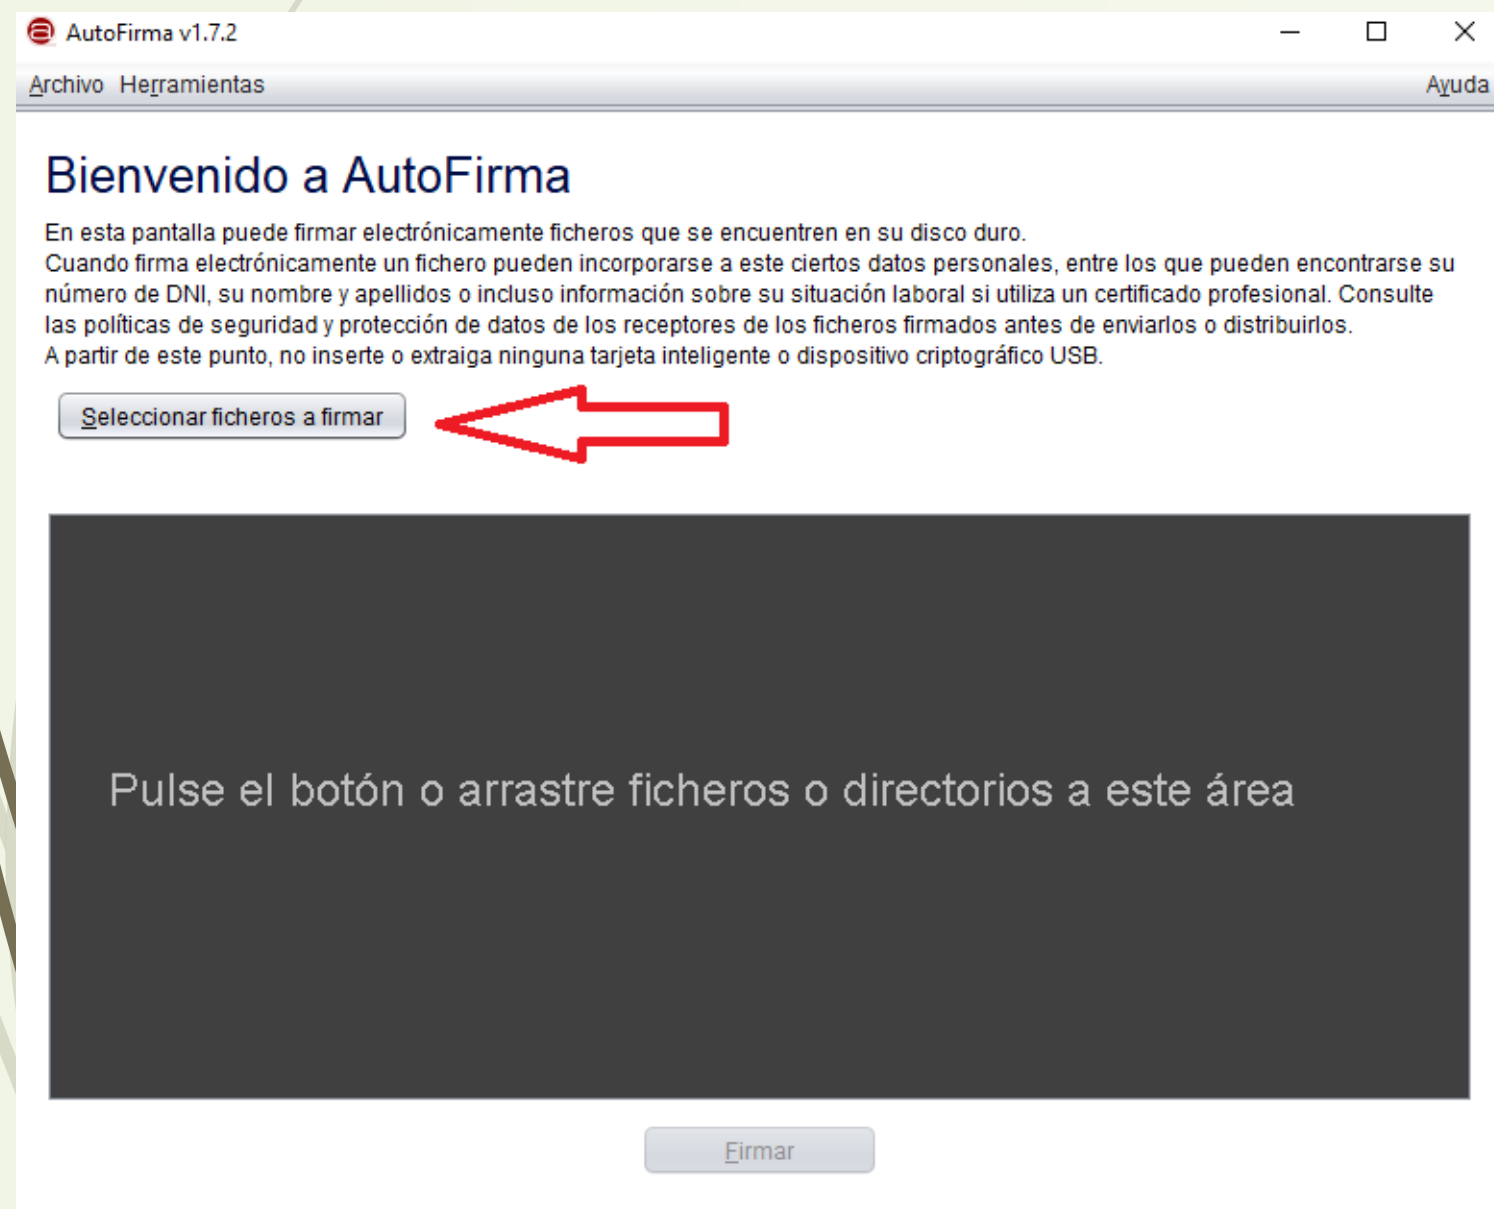 AutoFirma v1.7.2
Archivo Herramientas Ayuda
Bienvenido a AutoFirma
En esta pantalla puede firmar electrónicamente ficheros que se encuentren en su disco duro.
Cuando firma electrónicamente un fichero pueden incorporarse a este ciertos datos personales, entre los que pueden encontrarse su
número de DNI, su nombre y apellidos o incluso información sobre su situación laboral si utiliza un certificado profesional. Consulte
las políticas de seguridad y protección de datos de los receptores de los ficheros firmados antes de enviarlos o distribuirlos.
A partir de este punto, no inserte o extraiga ninguna tarjeta inteligente o dispositivo criptográfico USB.
Seleccionar ficheros a firmar
Pulse el botón o arrastre ficheros o directorios a este área
Firmar